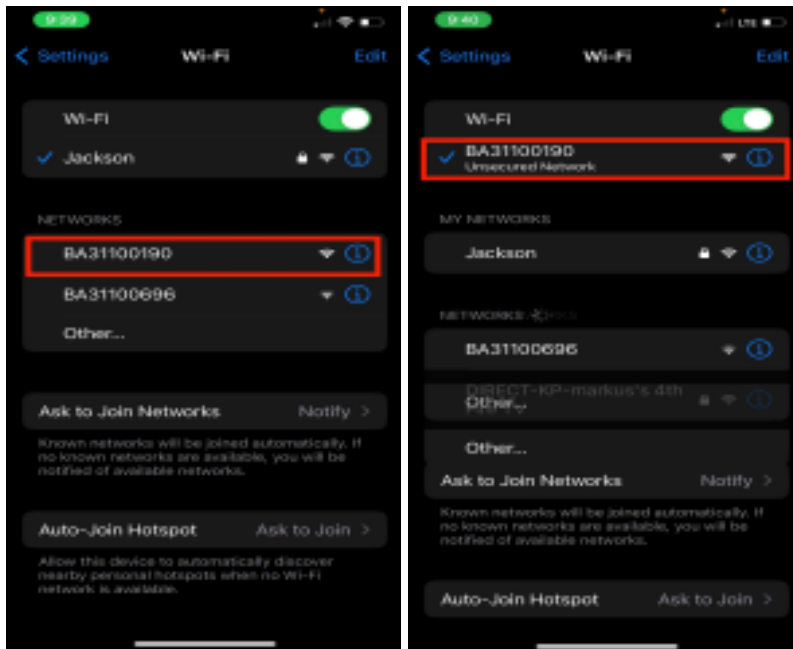 9:39
Settings
Wi-Fi
Edit
Wi-Fi
Jackson
NETWORKS
BA31100190
BA31100696
Other...
Ask to Join Networks
Notify
Known networks will be joined automatically. If
no known networks are available, you will be
notified of available networks.
Auto-Join Hotspot
Ask to Join
Allow this device to automatically discover
nearby personal hotspots when no Wi-Fi
network is available.
9:40
LTE
Settings
Wi-Fi
Edit
Wi-Fi
BA31100190
Unsecured Network
MY NETWORKS
Jackson
NETWORKS
BA31100696
DIRECT-KP-markus's 4th
Other...
Other...
Ask to Join Networks
Notify
Known networks will be joined automatically. If
no known networks are available, you will be
notified of available networks.
Auto-Join Hotspot
Ask to Join